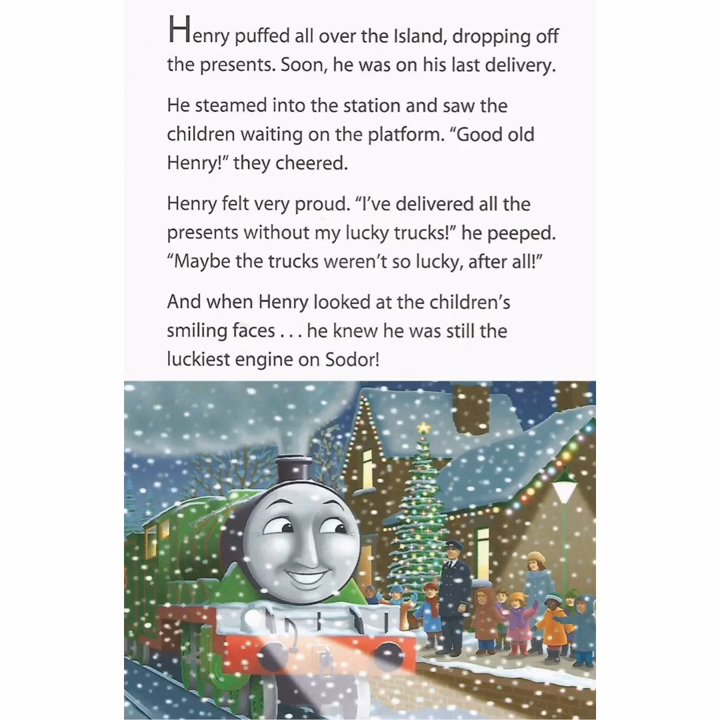 Henry puffed all over the Island, dropping off
the presents. Soon, he was on his last delivery.
He steamed into the station and saw the
children waiting on the platform. “Good old
Henry!” they cheered.
Henry felt very proud. “I’ve delivered all the
presents without my lucky trucks!” he peeped.
“Maybe the trucks weren’t so lucky, after all!”
And when Henry looked at the children’s
smiling faces . . . he knew he was still the
luckiest engine on Sodor!